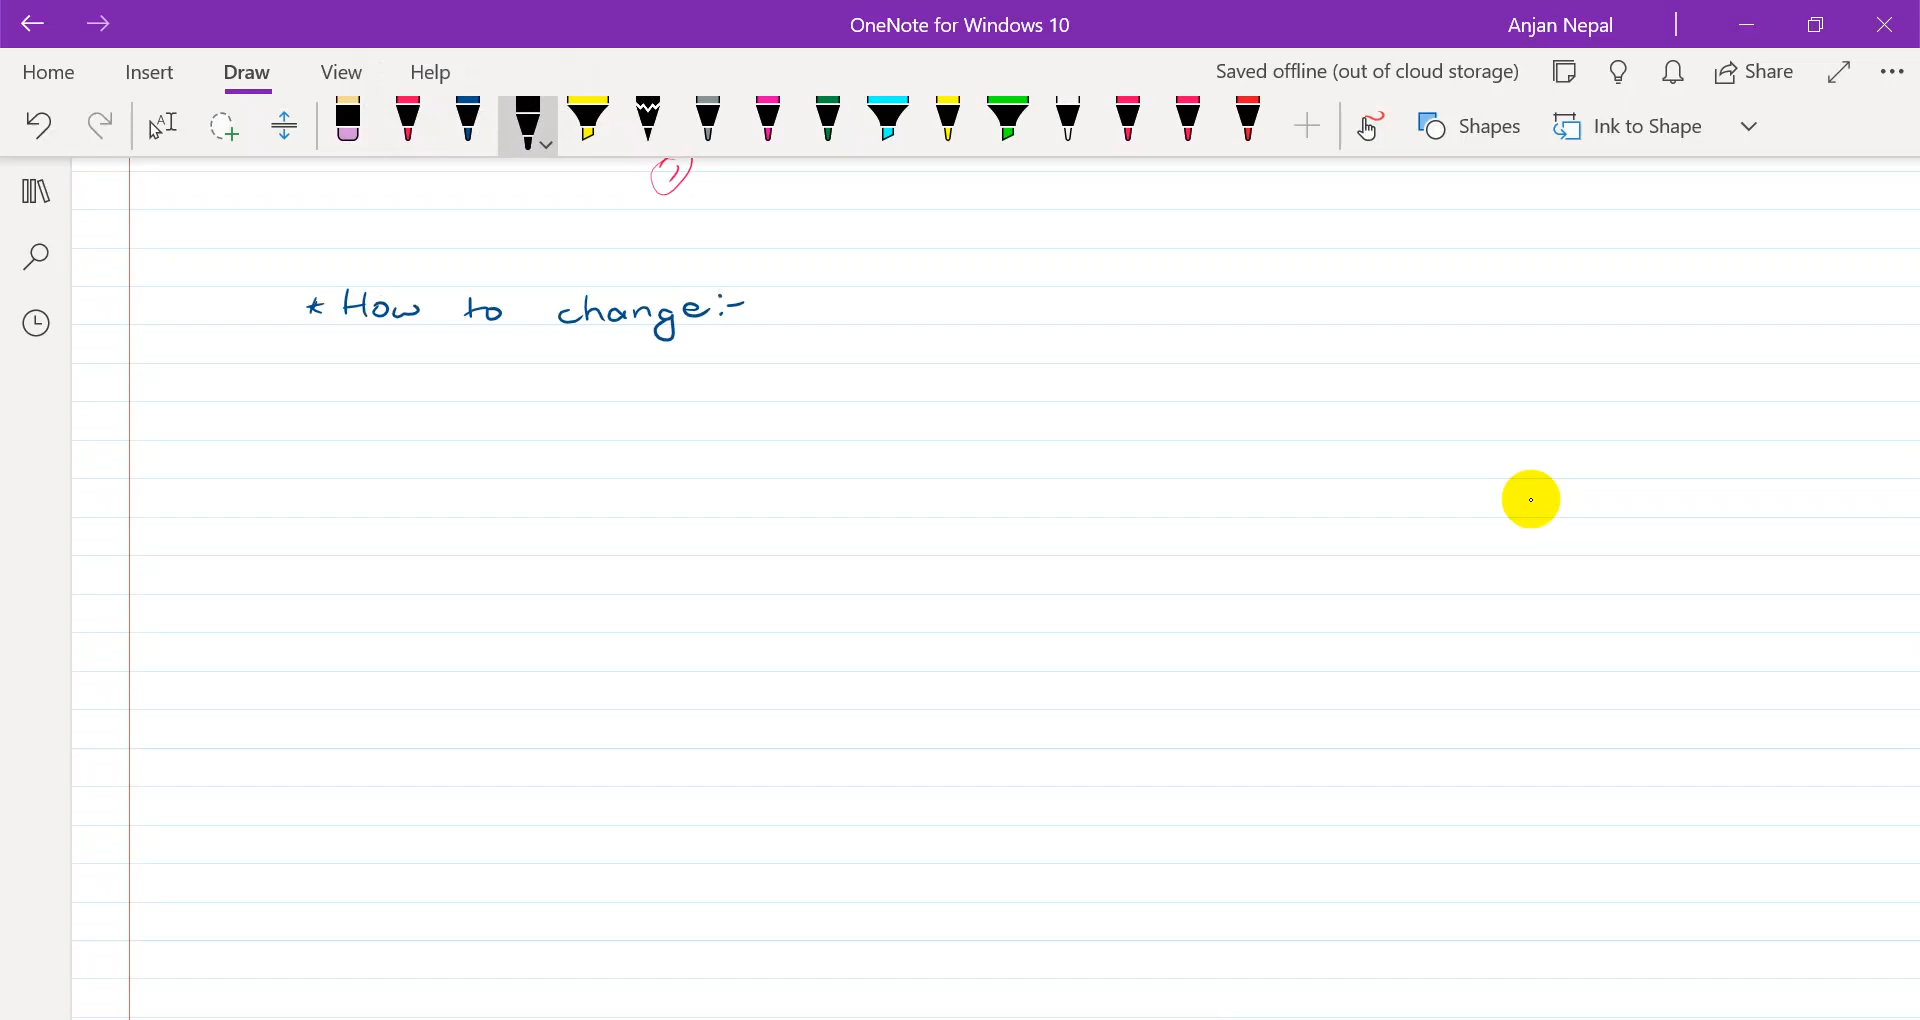 OneNote for Windows 10
Anjan Nepal
Home Insert Draw View Help
Saved offline (out of cloud storage)
Share
Shapes
Ink to Shape
* How to change:-